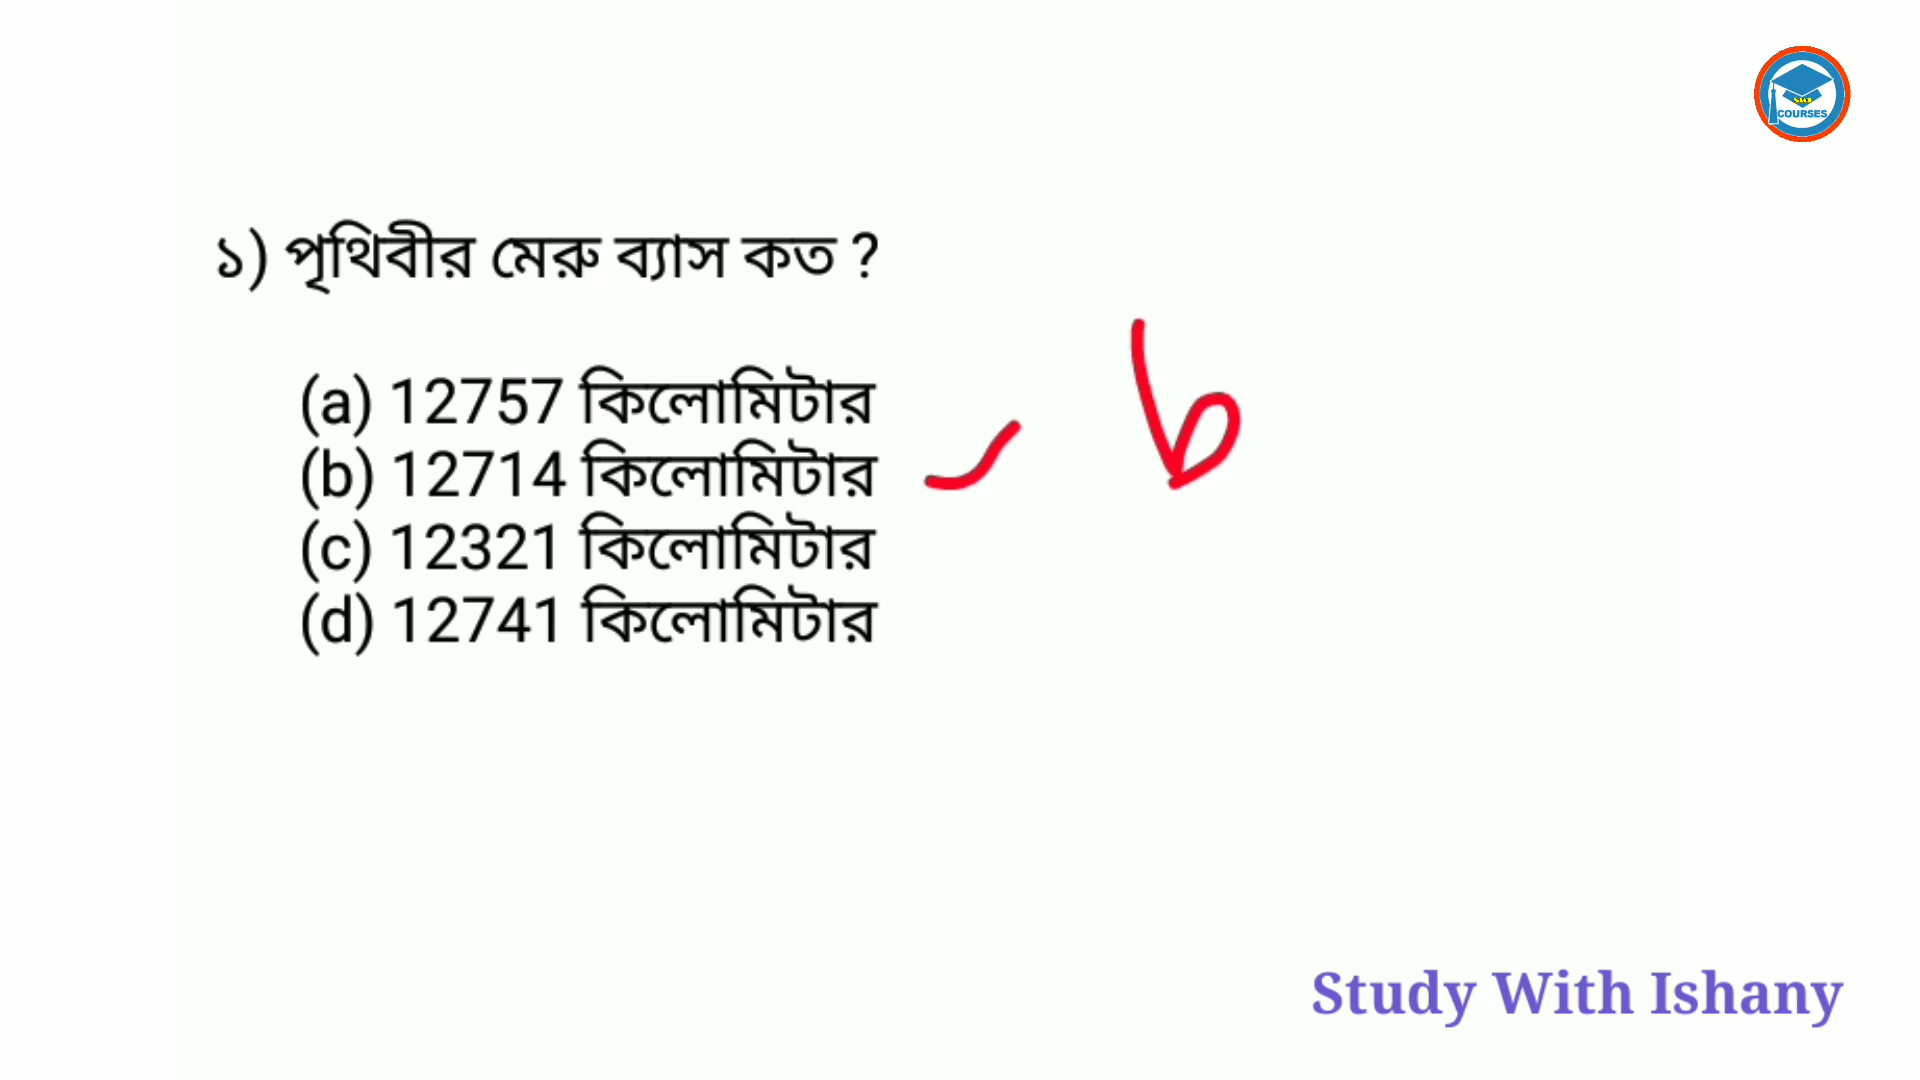 COURSES
১) পৃথিবীর মেরু ব্যাস কত ?
(a) 12757 কিলোমিটার
(b) 12714 কিলোমিটার
b
(c) 12321 কিলোমিটার
(d) 12741 কিলোমিটার
Study With Ishany